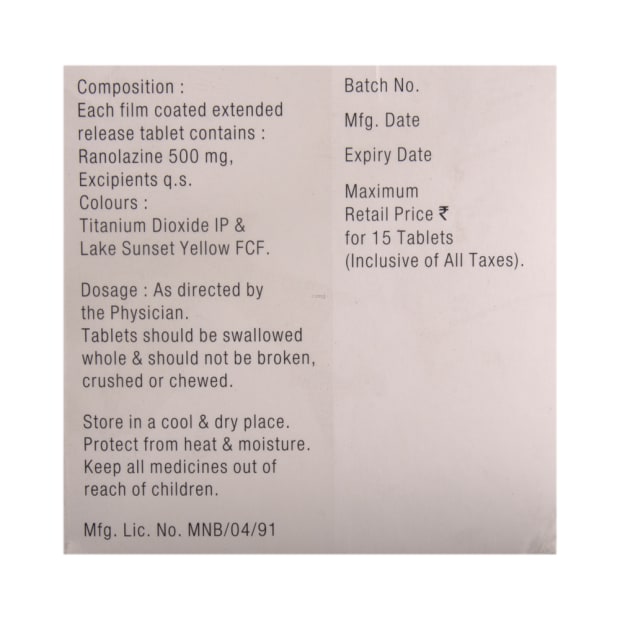 Composition :
Each film coated extended
release tablet contains :
Ranolazine 500 mg,
Excipients q.s.
Colours :
Titanium Dioxide IP &
Lake Sunset Yellow FCF.
Dosage : As directed by
the Physician.
Tablets should be swallowed
whole & should not be broken,
crushed or chewed.
Store in a cool & dry place.
Protect from heat & moisture.
Keep all medicines out of
reach of children.
Mfg. Lic. No. MNB/04/91
Batch No.
Mfg. Date
Expiry Date
Maximum
Retail Price ₹
for 15 Tablets
(Inclusive of All Taxes).